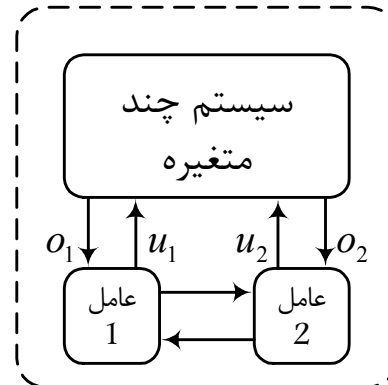 سیستم چند
متغیره
o₁ u₁ u₂ o₂
عامل
1
عامل
2